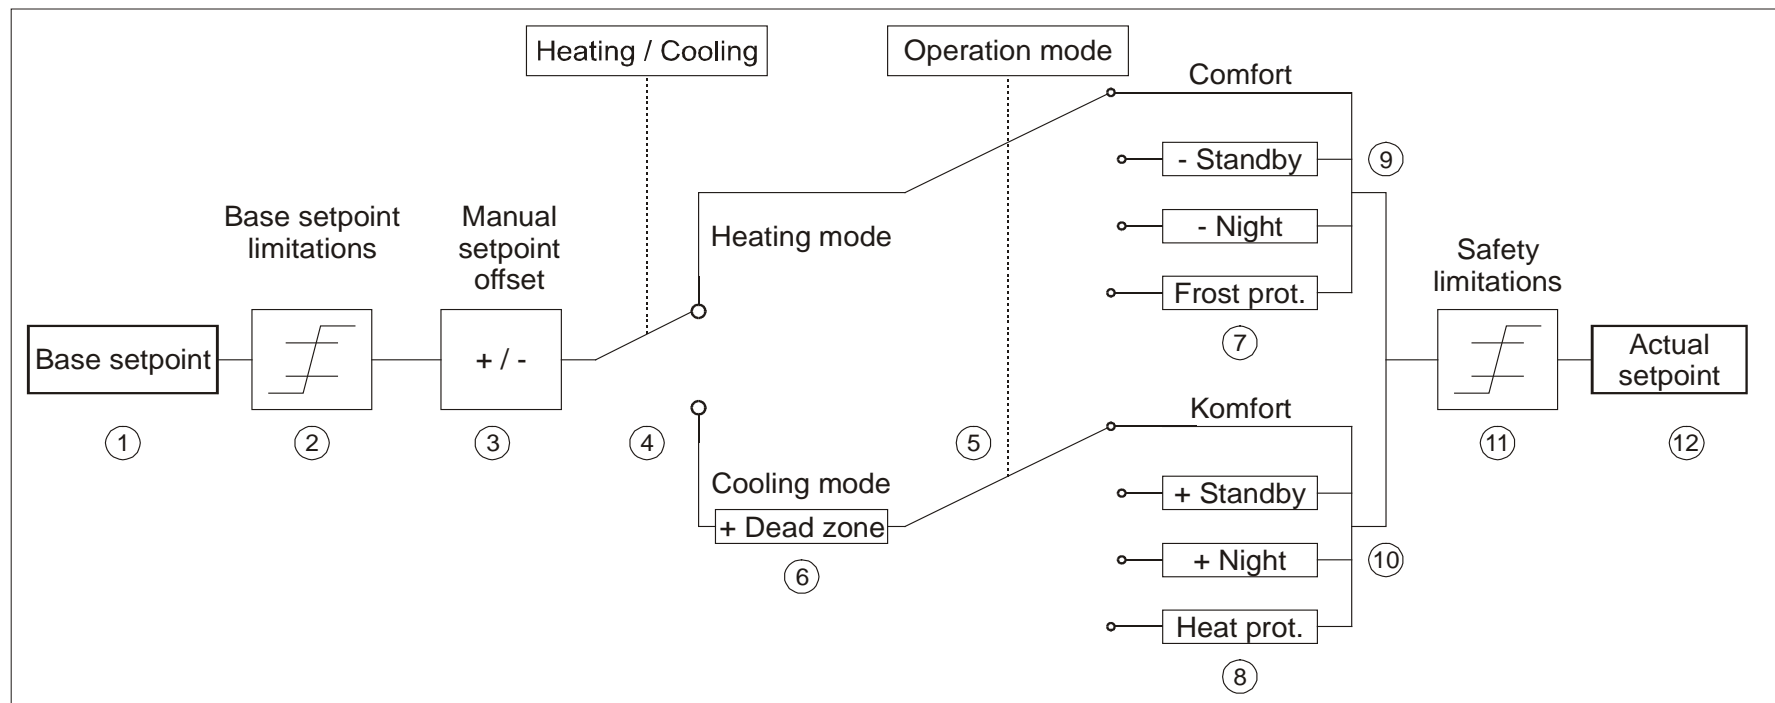 Heating / Cooling
Operation mode
Comfort
- Standby
9
Base setpoint
limitations
Manual
setpoint
offset
Heating mode
- Night
Safety
limitations
Frost prot.
7
Base setpoint
+ / -
Actual
setpoint
Komfort
1
2
3
4
5
11
12
Cooling mode
+ Standby
+ Dead zone
6
+ Night
10
Heat prot.
8